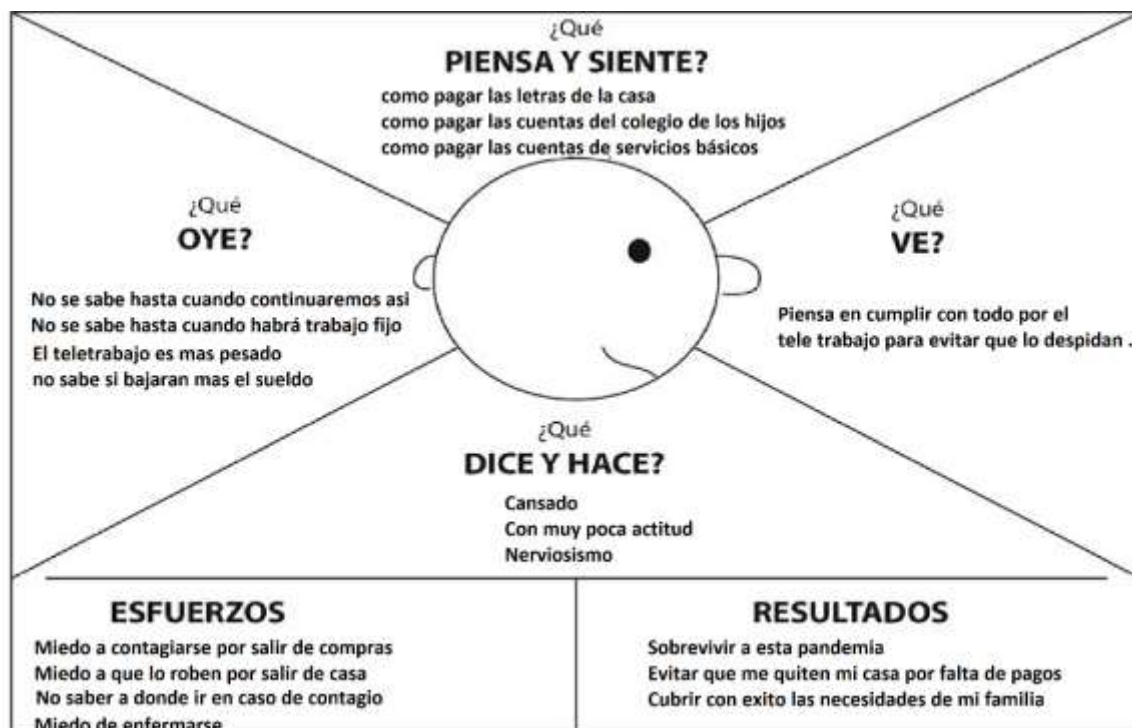 ¿Qué
PIENSA Y SIENTE?
como pagar las letras de la casa
como pagar las cuentas del colegio de los hijos
como pagar las cuentas de servicios básicos
¿Qué
OYE?
No se sabe hasta cuando continuaremos asi
No se sabe hasta cuando habrá trabajo fijo
El teletrabajo es mas pesado
no sabe si bajaran mas el sueldo
¿Qué
VE?
Piensa en cumplir con todo por el
tele trabajo para evitar que lo despidan .
¿Qué
DICE Y HACE?
Cansado
Con muy poca actitud
Nerviosismo
ESFUERZOS
Miedo a contagiarse por salir de compras
Miedo a que lo roben por salir de casa
No saber a donde ir en caso de contagio
Miedo de enfermarse
RESULTADOS
Sobrevivir a esta pandemia
Evitar que me quiten mi casa por falta de pagos
Cubrir con exito las necesidades de mi familia